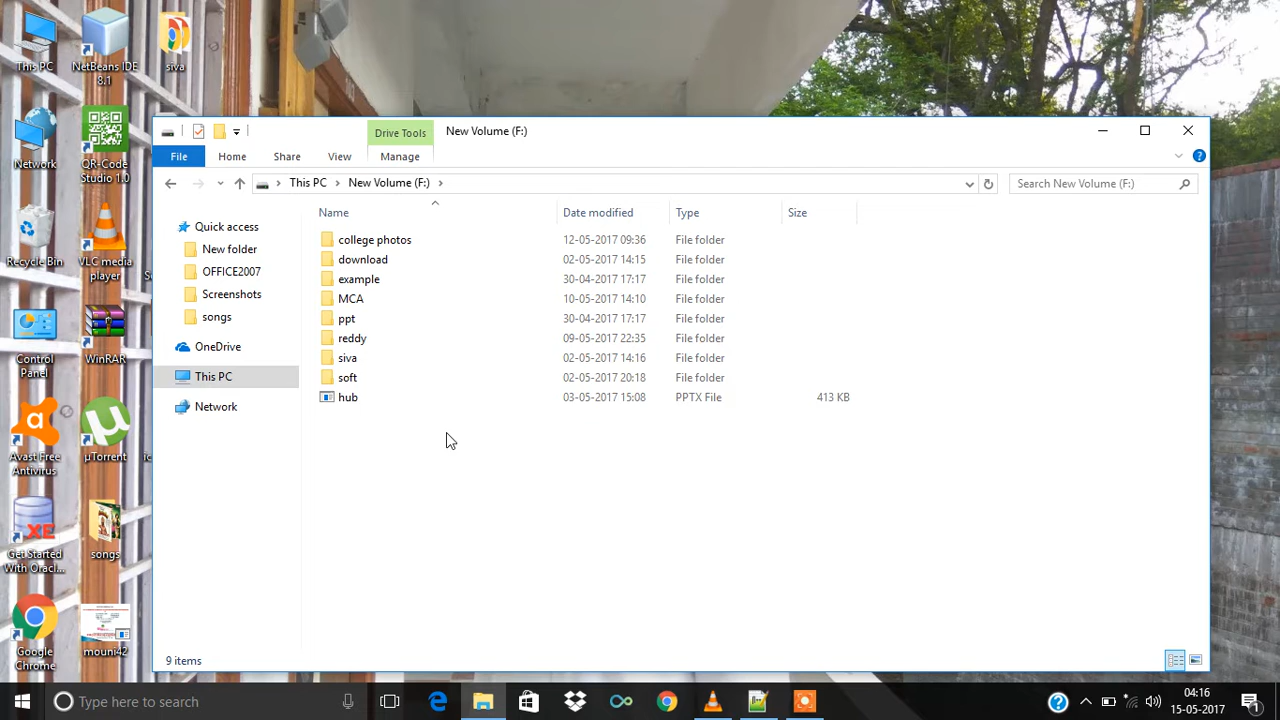 This PC
NetBeans IDE
8.1
siva
Network
QR-Code
Studio 1.0
Recycle Bin
VLC media
player
Control
Panel
WinRAR
Avast Free
Antivirus
µTorrent
Get Started
With Oracl...
songs
Google
Chrome
mouni42
Drive Tools
New Volume (F:)
File
Home
Share
View
Manage
This PC
New Volume (F:)
Search New Volume (F:)
Name
Date modified
Type
Size
Quick access
New folder
OFFICE2007
Screenshots
songs
OneDrive
This PC
Network
college photos 12-05-2017 09:36 File folder
download 02-05-2017 14:15 File folder
example 30-04-2017 17:17 File folder
MCA 10-05-2017 14:10 File folder
ppt 30-04-2017 17:17 File folder
reddy 09-05-2017 22:35 File folder
siva 02-05-2017 14:16 File folder
soft 02-05-2017 20:18 File folder
hub 03-05-2017 15:08 PPTX File 413 KB
9 items
Type here to search
04:16
15-05-2017